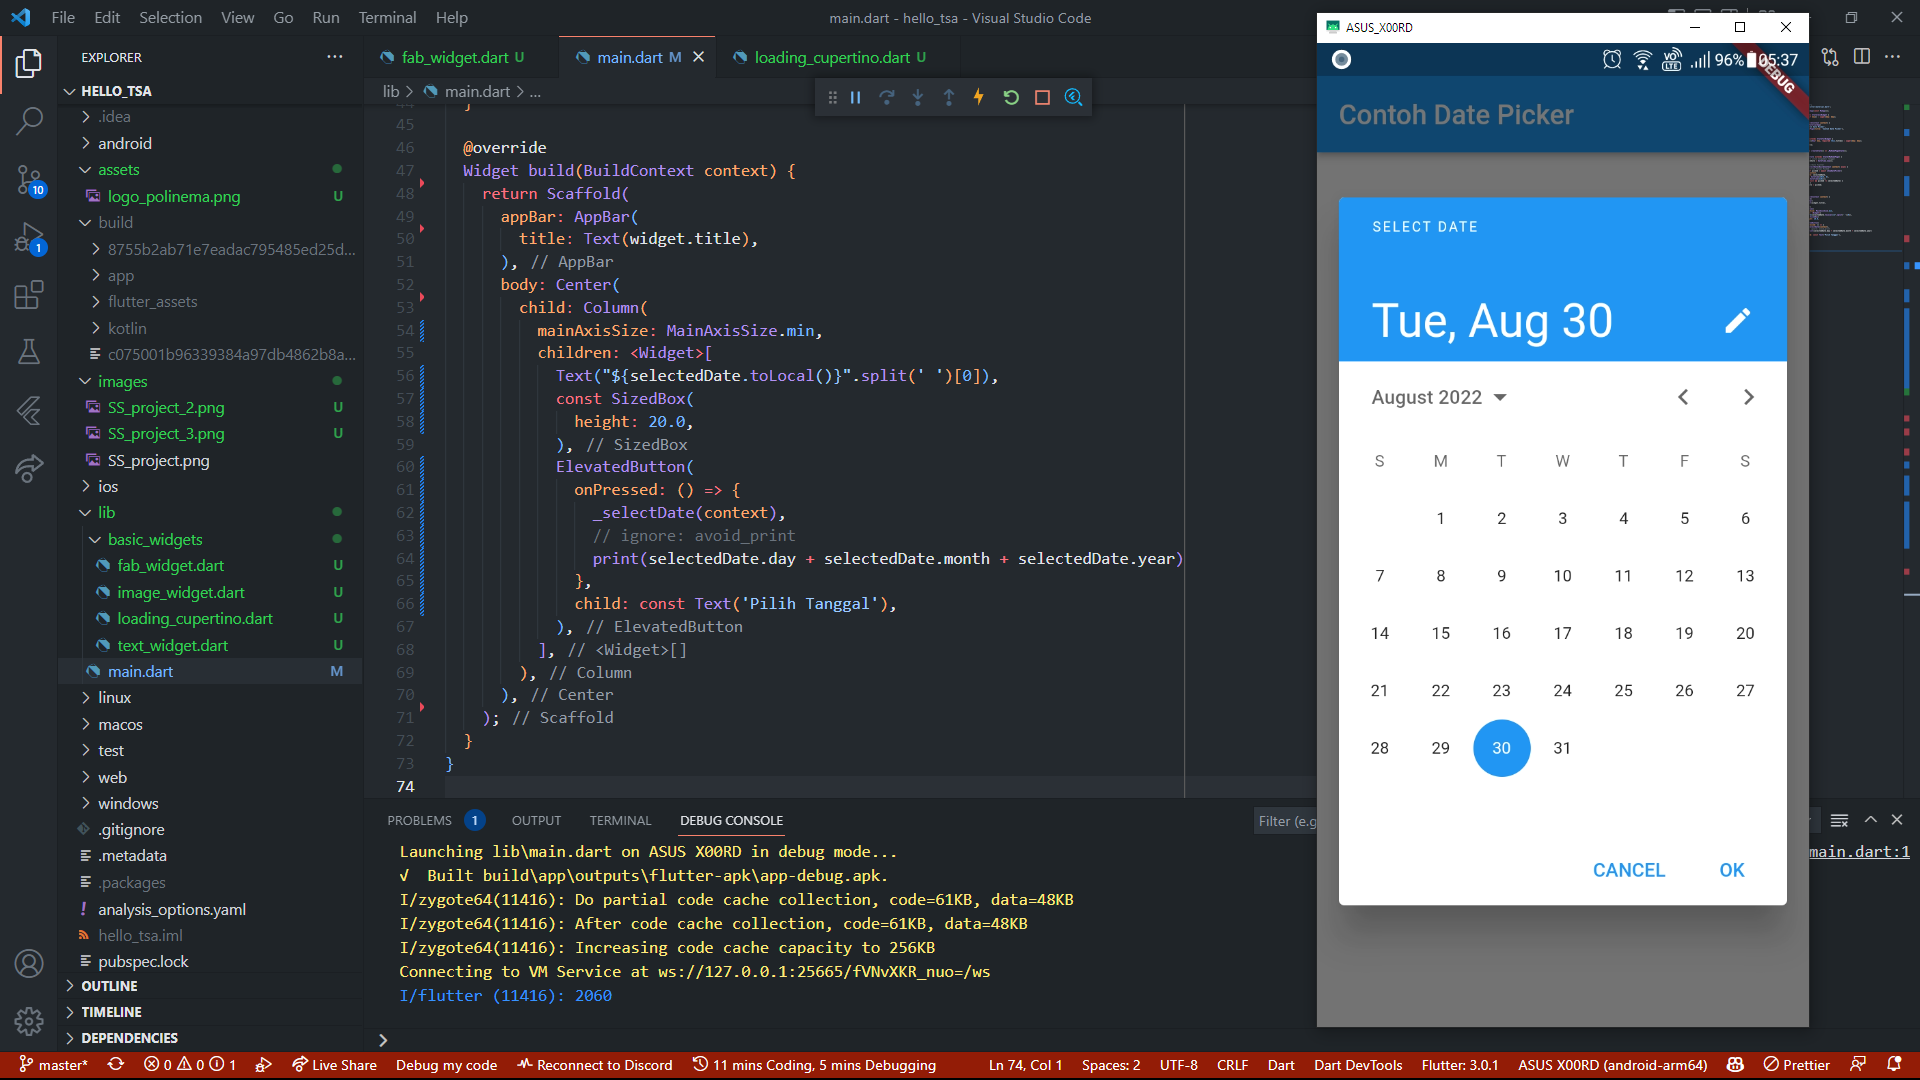 File Edit Selection View Go Run Terminal Help
main.dart - hello_tsa - Visual Studio Code
EXPLORER
HELLO_TSA
.idea
android
assets
logo_polinema.png U
build
8755b2ab71e7eadac795485ed25d...
app
flutter_assets
kotlin
c075001b96339384a97db4862b8a...
images
SS_project_2.png U
SS_project_3.png U
SS_project.png
ios
lib
basic_widgets
fab_widget.dart U
image_widget.dart U
loading_cupertino.dart U
text_widget.dart U
main.dart M
linux
macos
test
web
windows
.gitignore
.metadata
.packages
! analysis_options.yaml
hello_tsa.iml
pubspec.lock
OUTLINE
TIMELINE
DEPENDENCIES
10
1
fab_widget.dart U
main.dart M
loading_cupertino.dart U
lib > main.dart > ...
44 }
45
46 @override
47 Widget build(BuildContext context) {
48 return Scaffold(
49 appBar: AppBar(
50 title: Text(widget.title),
51 ), // AppBar
52 body: Center(
53 child: Column(
54 mainAxisSize: MainAxisSize.min,
55 children: <Widget>[
56 Text("${selectedDate.toLocal()}".split(' ')[0]),
57 const SizedBox(
58 height: 20.0,
59 ), // SizedBox
60 ElevatedButton(
61 onPressed: () => {
62 _selectDate(context),
63 // ignore: avoid_print
64 print(selectedDate.day + selectedDate.month + selectedDate.year)
65 },
66 child: const Text('Pilih Tanggal'),
67 ), // ElevatedButton
68 ], // <Widget>[]
69 ), // Column
70 ), // Center
71 ); // Scaffold
72 }
73 }
74
PROBLEMS 1 OUTPUT TERMINAL DEBUG CONSOLE
Filter (e.g
Launching lib\main.dart on ASUS X00RD in debug mode...
√ Built build\app\outputs\flutter-apk\app-debug.apk.
I/zygote64(11416): Do partial code cache collection, code=61KB, data=48KB
I/zygote64(11416): After code cache collection, code=61KB, data=48KB
I/zygote64(11416): Increasing code cache capacity to 256KB
Connecting to VM Service at ws://127.0.0.1:25665/fVNvXKR_nuo=/ws
I/flutter (11416): 2060
main.dart:1
ASUS_X00RD
VO LTE 96% 05:37
DEBUG
Contoh Date Picker
SELECT DATE
Tue, Aug 30
August 2022
S M T W T F S
1 2 3 4 5 6
7 8 9 10 11 12 13
14 15 16 17 18 19 20
21 22 23 24 25 26 27
28 29 30 31
CANCEL OK
master* 0 0 1 Live Share Debug my code Reconnect to Discord 11 mins Coding, 5 mins Debugging Ln 74, Col 1 Spaces: 2 UTF-8 CRLF Dart Dart DevTools Flutter: 3.0.1 ASUS X00RD (android-arm64) Prettier